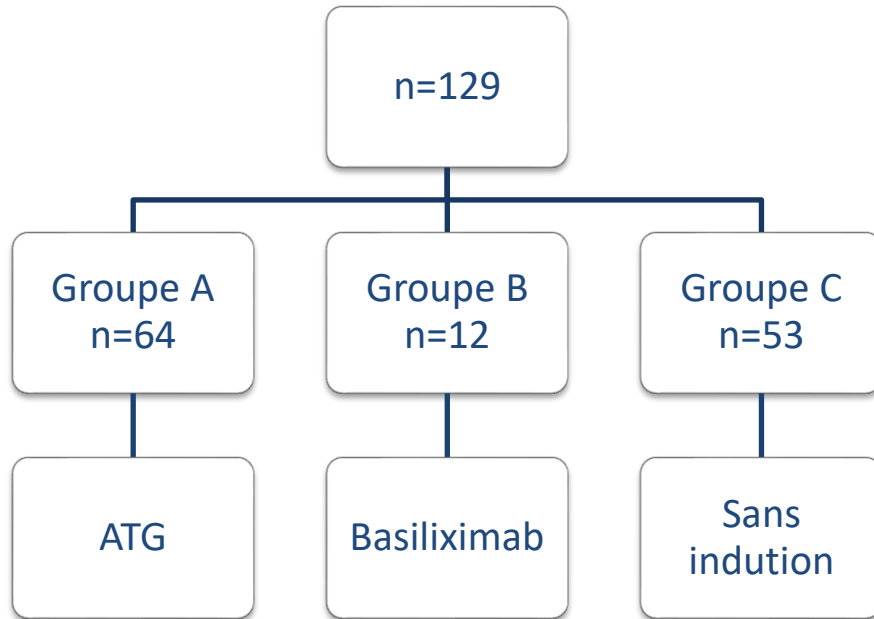 n=129
Groupe A
n=64
Groupe B
n=12
Groupe C
n=53
ATG
Basiliximab
Sans
indution